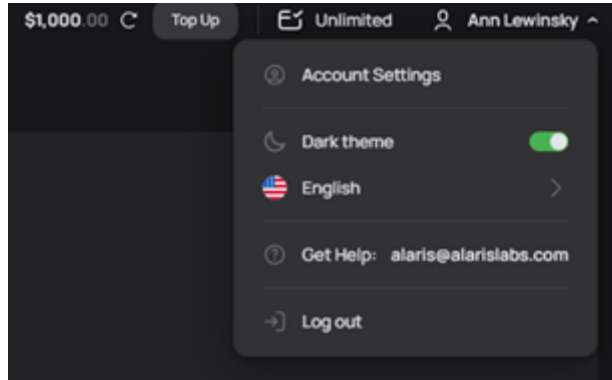 $1,000.00 Top Up Unlimited Ann Lewinsky
Account Settings
Dark theme
English
Get Help: alaris@alarislabs.com
Log out